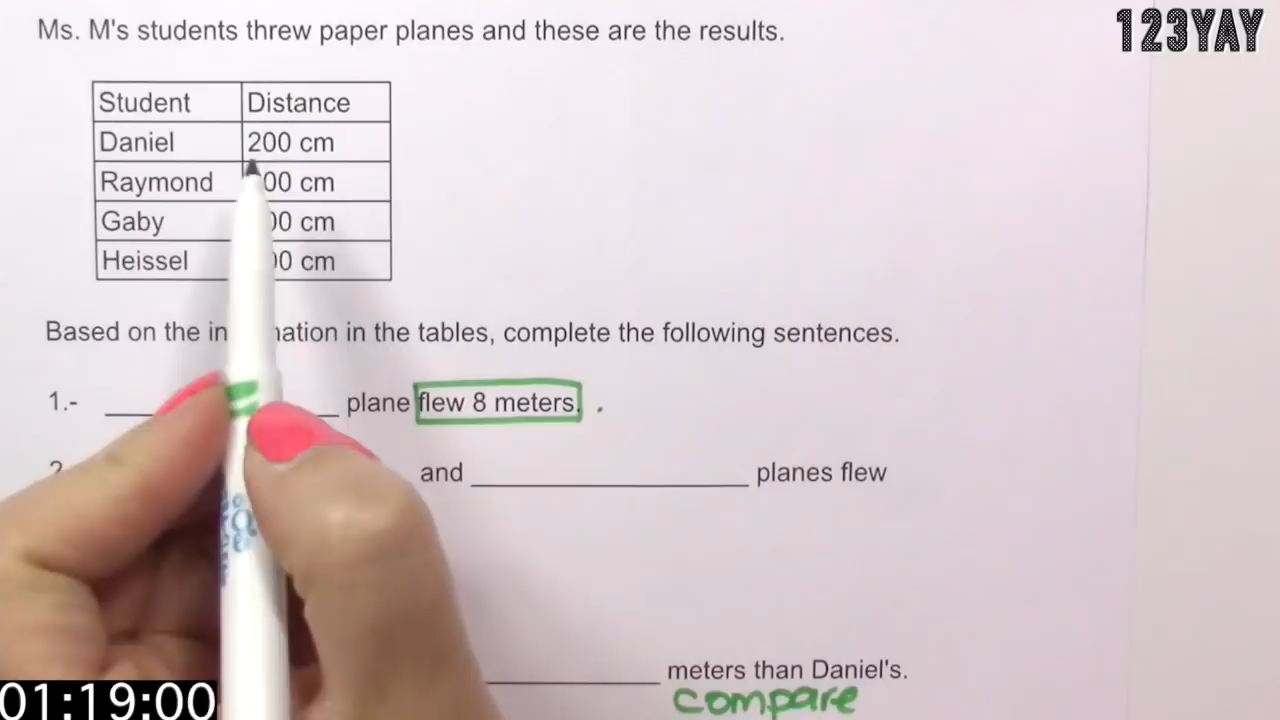 123YAY
Ms. M's students threw paper planes and these are the results.
Student Distance
Daniel 200 cm
Raymond 00 cm
Gaby 00 cm
Heissel 00 cm
Based on the in ation in the tables, complete the following sentences.
1.- plane flew 8 meters.
and planes flew
meters than Daniel's.
compare
01:19:00